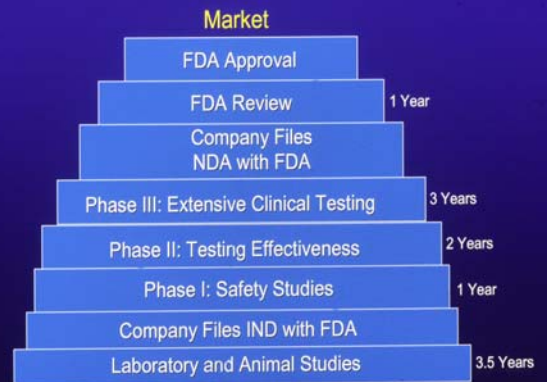 Market
FDA Approval
FDA Review
1 Year
Company Files
NDA with FDA
Phase III: Extensive Clinical Testing
3 Years
Phase II: Testing Effectiveness
2 Years
Phase I: Safety Studies
1 Year
Company Files IND with FDA
Laboratory and Animal Studies
3.5 Years